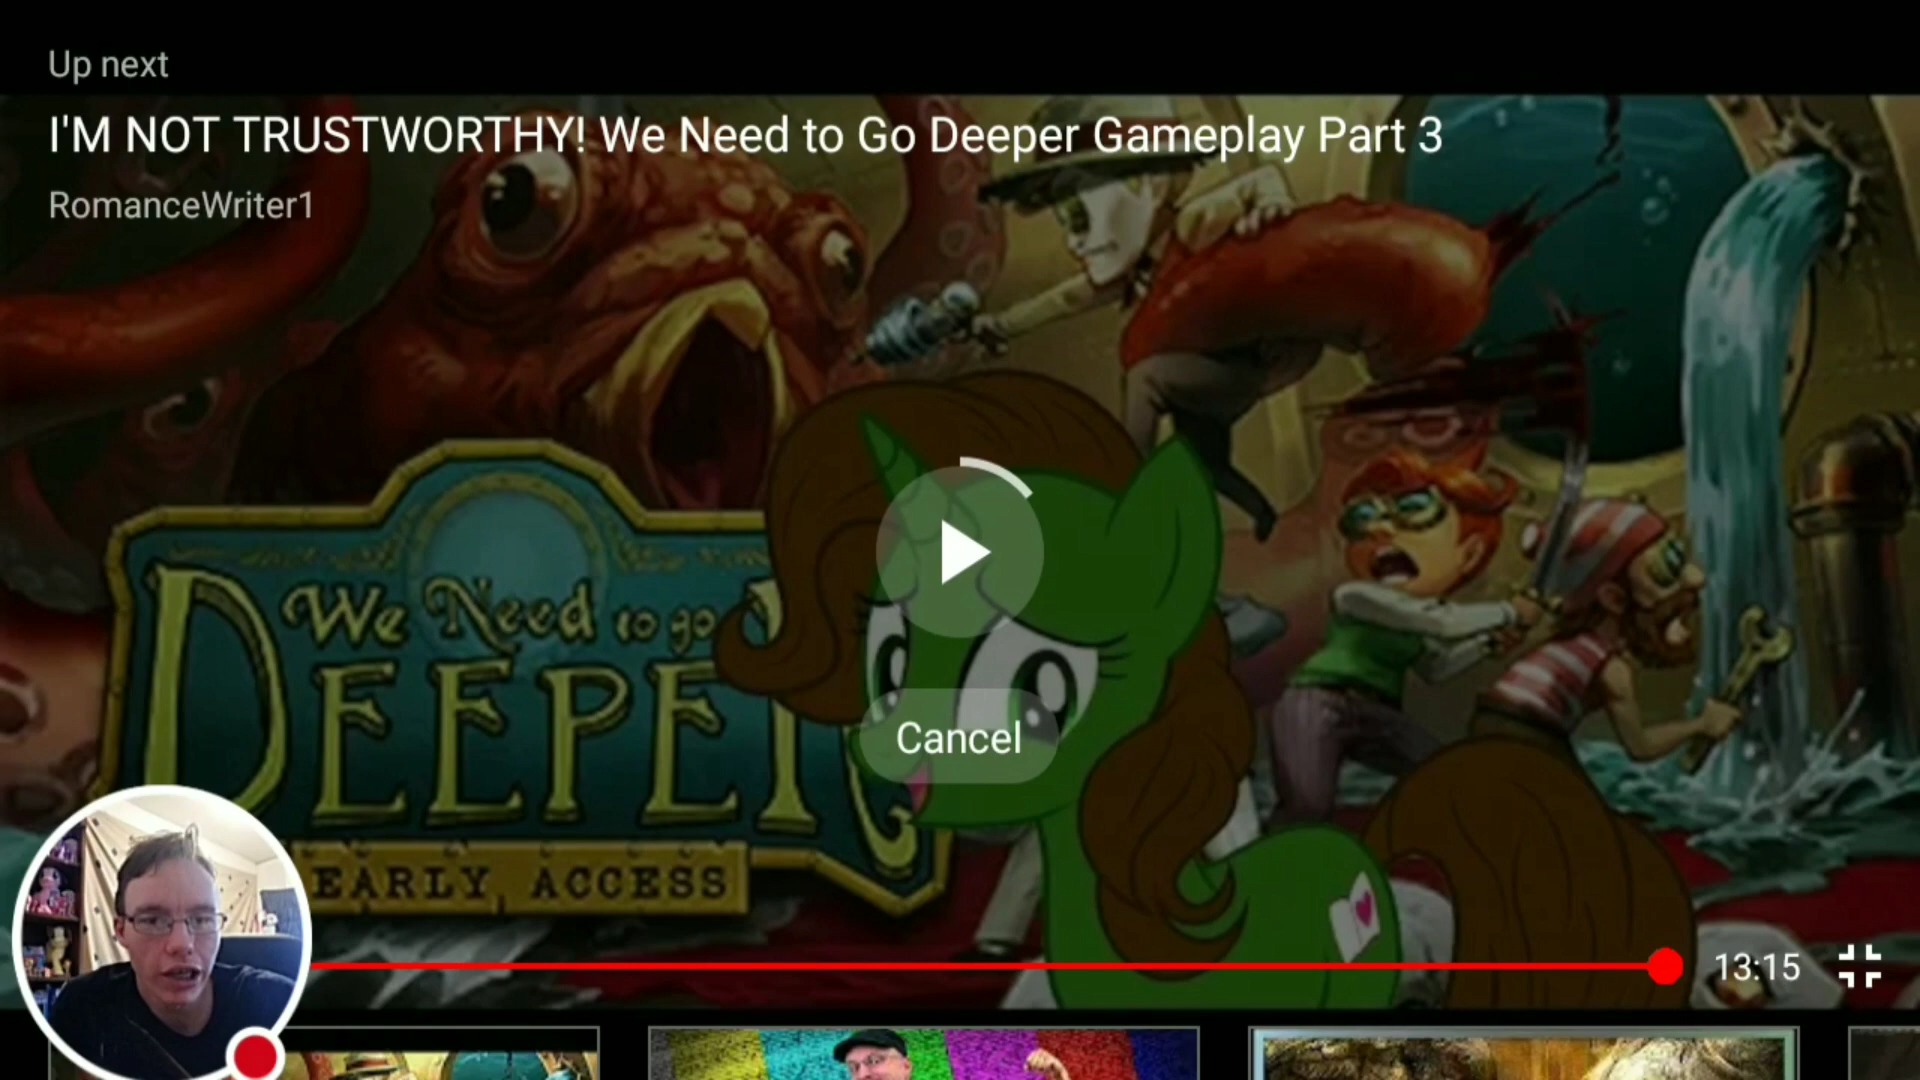 Up next
I'M NOT TRUSTWORTHY! We Need to Go Deeper Gameplay Part 3
RomanceWriter1
We Need to go
DEEPER
Cancel
EARLY ACCESS
13:15